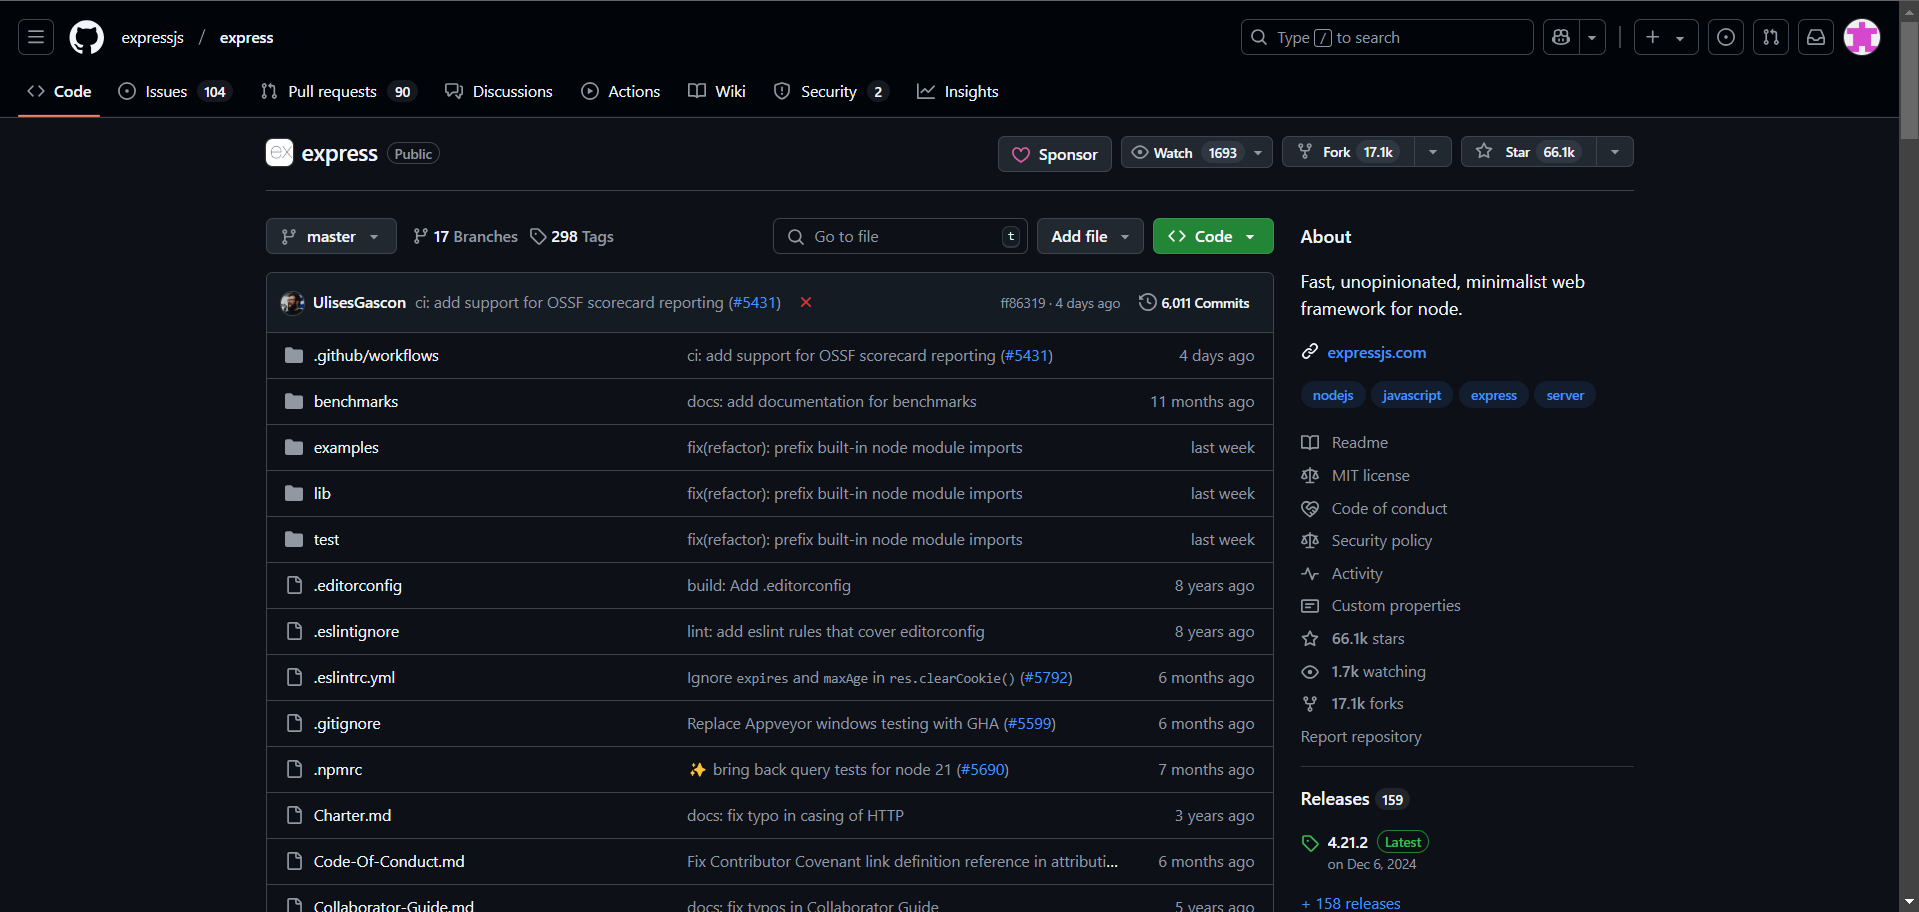 expressjs / express
Type / to search
Code Issues 104 Pull requests 90 Discussions Actions Wiki Security 2 Insights
ex express Public
Sponsor Watch 1693 Fork 17.1k Star 66.1k
master 17 Branches 298 Tags Go to file t Add file Code
UlisesGascon ci: add support for OSSF scorecard reporting (#5431) ff86319 · 4 days ago 6,011 Commits
.github/workflows ci: add support for OSSF scorecard reporting (#5431) 4 days ago
benchmarks docs: add documentation for benchmarks 11 months ago
examples fix(refactor): prefix built-in node module imports last week
lib fix(refactor): prefix built-in node module imports last week
test fix(refactor): prefix built-in node module imports last week
.editorconfig build: Add .editorconfig 8 years ago
.eslintignore lint: add eslint rules that cover editorconfig 8 years ago
.eslintrc.yml Ignore expires and maxAge in res.clearCookie() (#5792) 6 months ago
.gitignore Replace Appveyor windows testing with GHA (#5599) 6 months ago
.npmrc ✨ bring back query tests for node 21 (#5690) 7 months ago
Charter.md docs: fix typo in casing of HTTP 3 years ago
Code-Of-Conduct.md Fix Contributor Covenant link definition reference in attributi... 6 months ago
Collaborator-Guide.md docs: fix typos in Collaborator Guide 5 years ago
About
Fast, unopinionated, minimalist web
framework for node.
expressjs.com
nodejs javascript express server
Readme
MIT license
Code of conduct
Security policy
Activity
Custom properties
66.1k stars
1.7k watching
17.1k forks
Report repository
Releases 159
4.21.2 Latest
on Dec 6, 2024
+ 158 releases